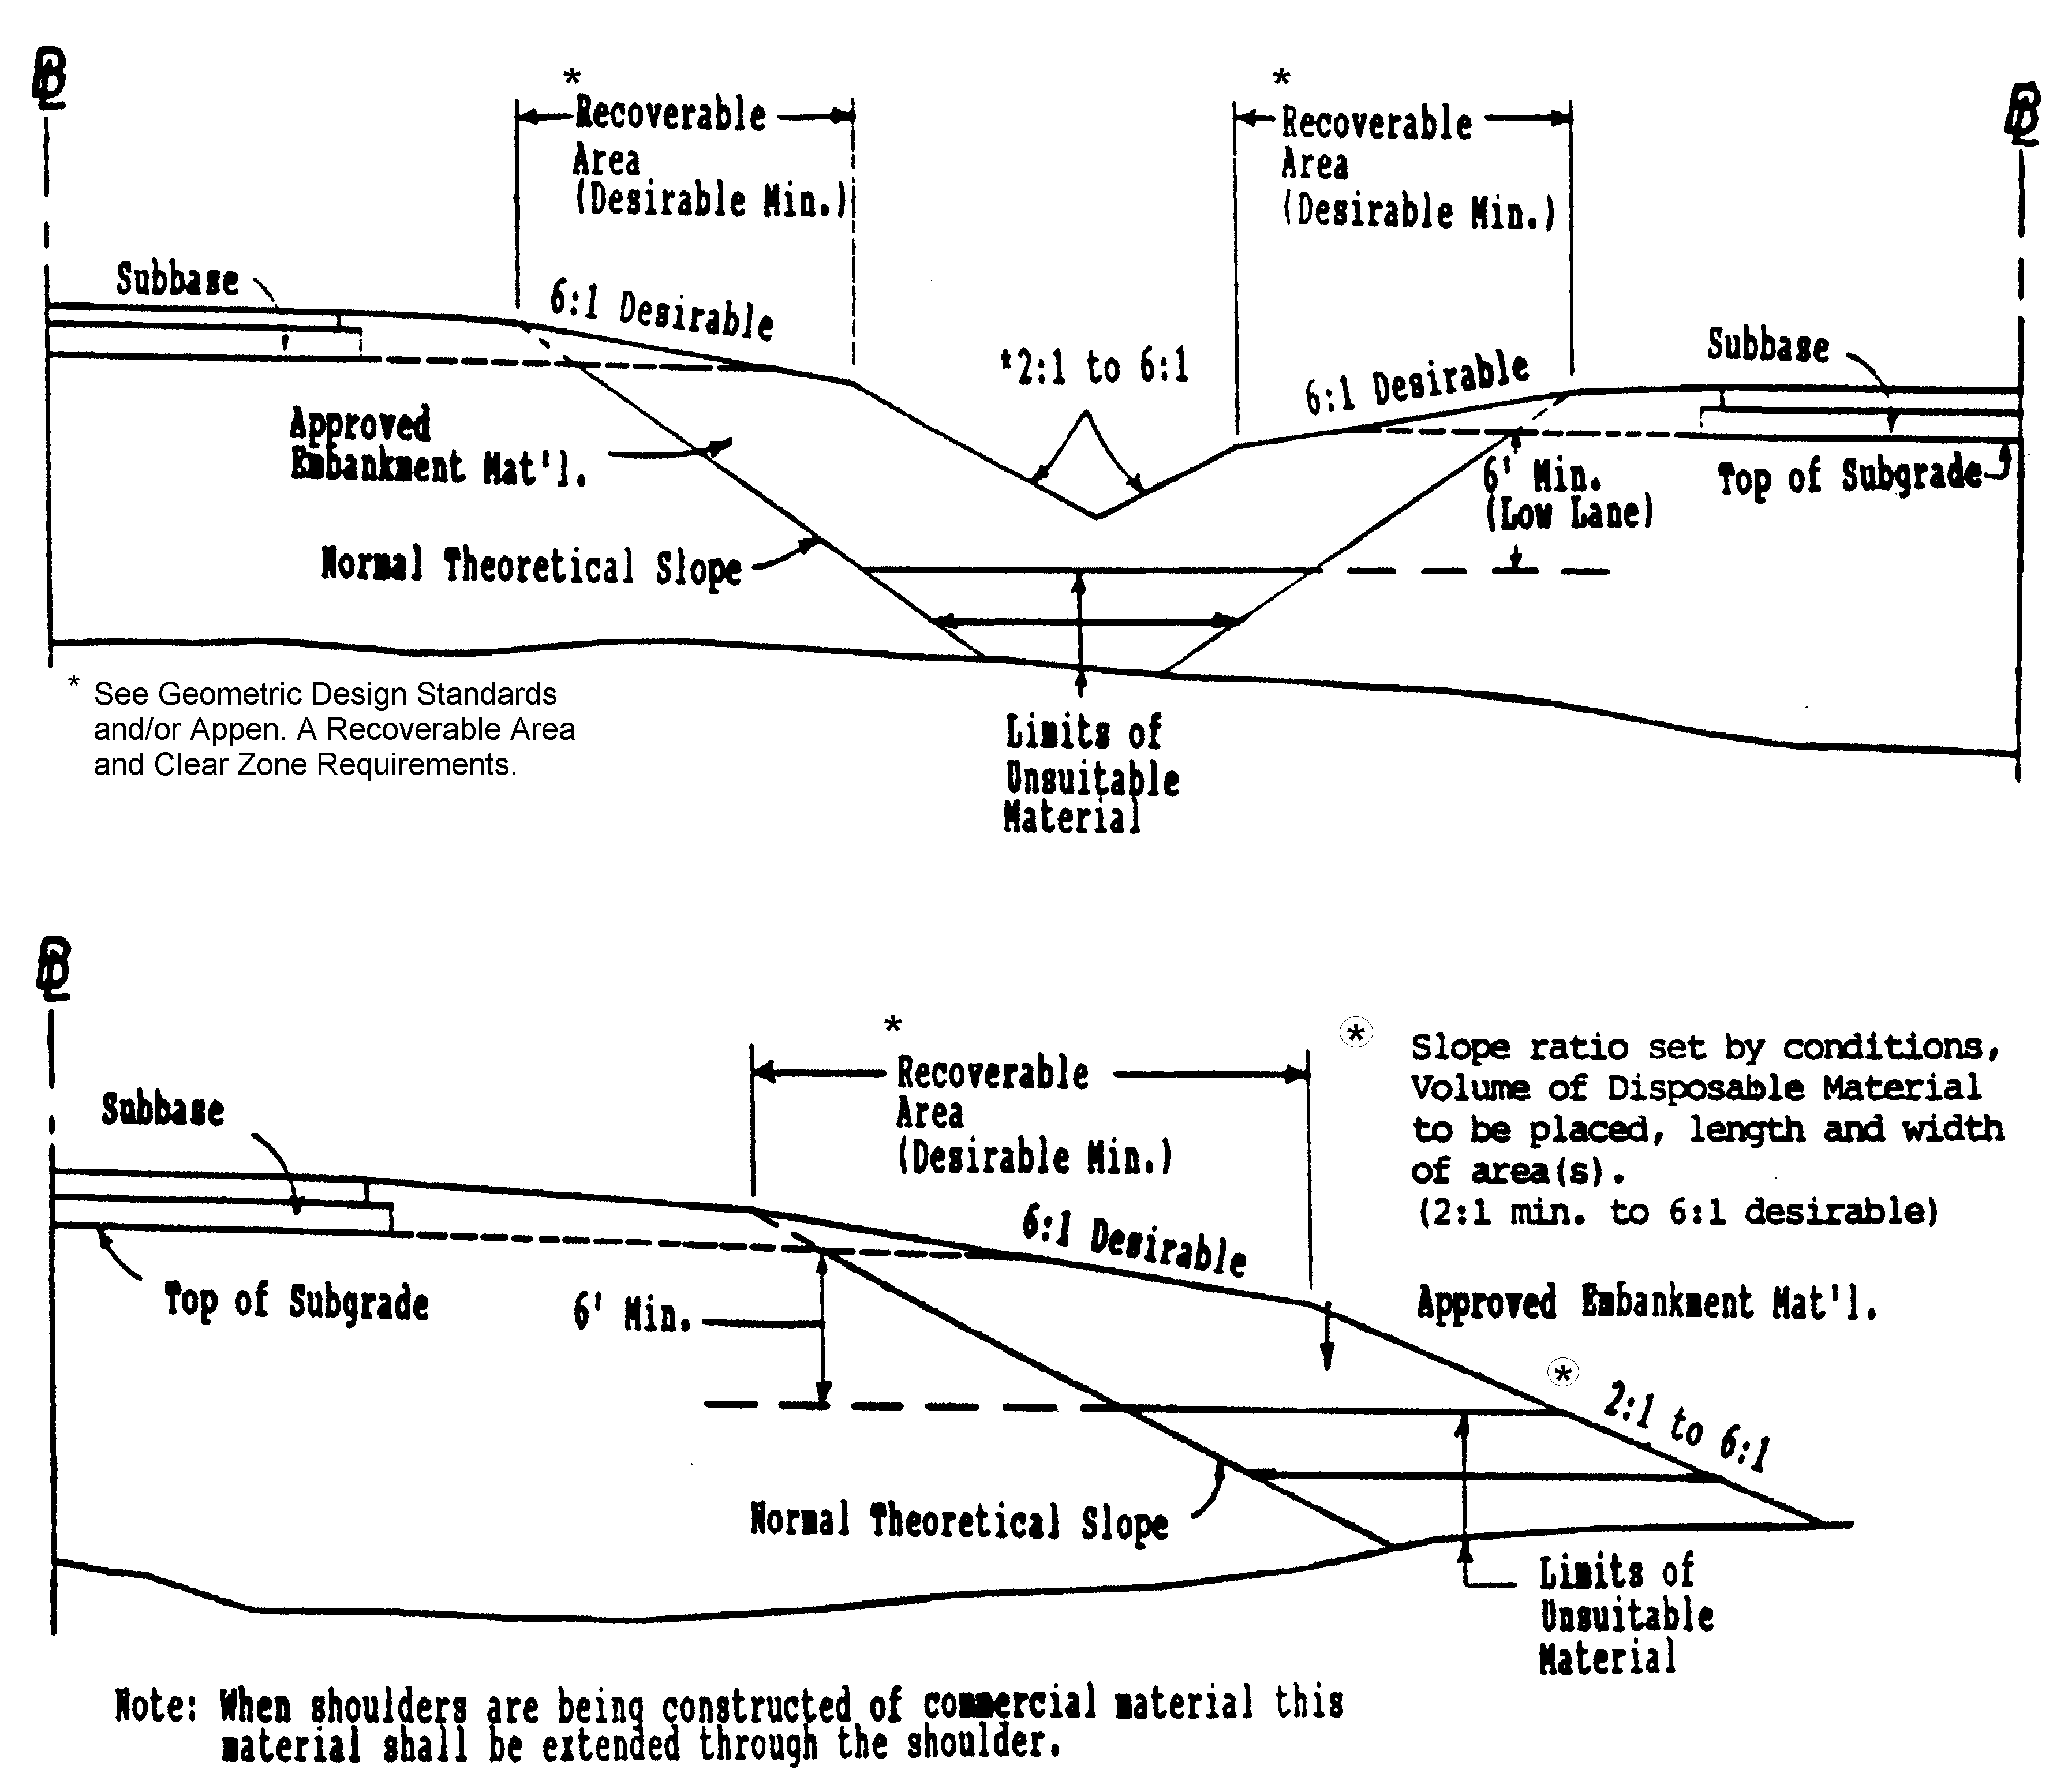 ℄B
℄B
*
Recoverable
Area
(Desirable Min.)
*
Recoverable
Area
(Desirable Min.)
Subbase
6:1 Desirable
*2:1 to 6:1
6:1 Desirable
Subbase
Approved
Embankment Mat'l.
6' Min.
(Low Lane)
Top of Subgrade
Normal Theoretical Slope
* See Geometric Design Standards
and/or Appen. A Recoverable Area
and Clear Zone Requirements.
Limits of
Unsuitable
Material
℄B
*
Recoverable
Area
(Desirable Min.)
* Slope ratio set by conditions,
Volume of Disposable Material
to be placed, length and width
of area(s).
(2:1 min. to 6:1 desirable)
Subbase
6:1 Desirable
Top of Subgrade
6' Min.
Approved Embankment Mat'l.
*
2:1 to 6:1
Normal Theoretical Slope
Limits of
Unsuitable
Material
Note: When shoulders are being constructed of commercial material this
material shall be extended through the shoulder.